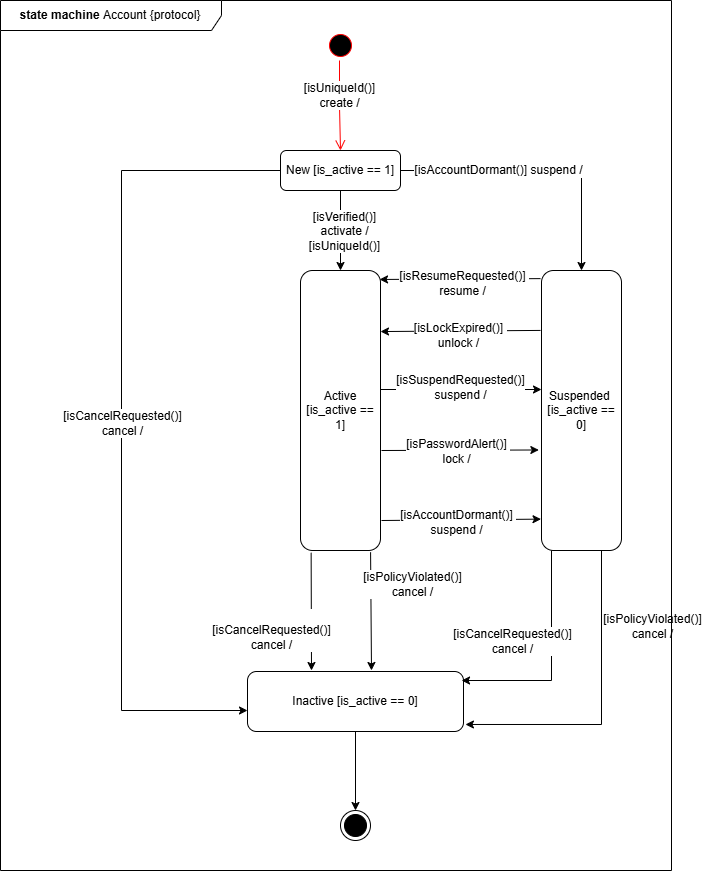 state machine Account {protocol}
[isUniqueId()]
create /
New [is_active == 1]
[isAccountDormant()] suspend /
[isVerified()]
activate /
[isUniqueId()]
[isResumeRequested()]
resume /
[isLockExpired()]
unlock /
[isSuspendRequested()]
suspend /
Active
[is_active ==
1]
Suspended
[is_active ==
0]
[isCancelRequested()]
cancel /
[isPasswordAlert()]
lock /
[isAccountDormant()]
suspend /
[isPolicyViolated()]
cancel /
[isCancelRequested()]
cancel /
[isCancelRequested()]
cancel /
[isPolicyViolated()]
cancel /
Inactive [is_active == 0]